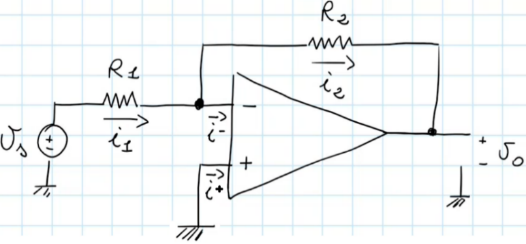 R2
i2
R1
i1
i-
i+
vs
+
-
-
+
+
-
vo